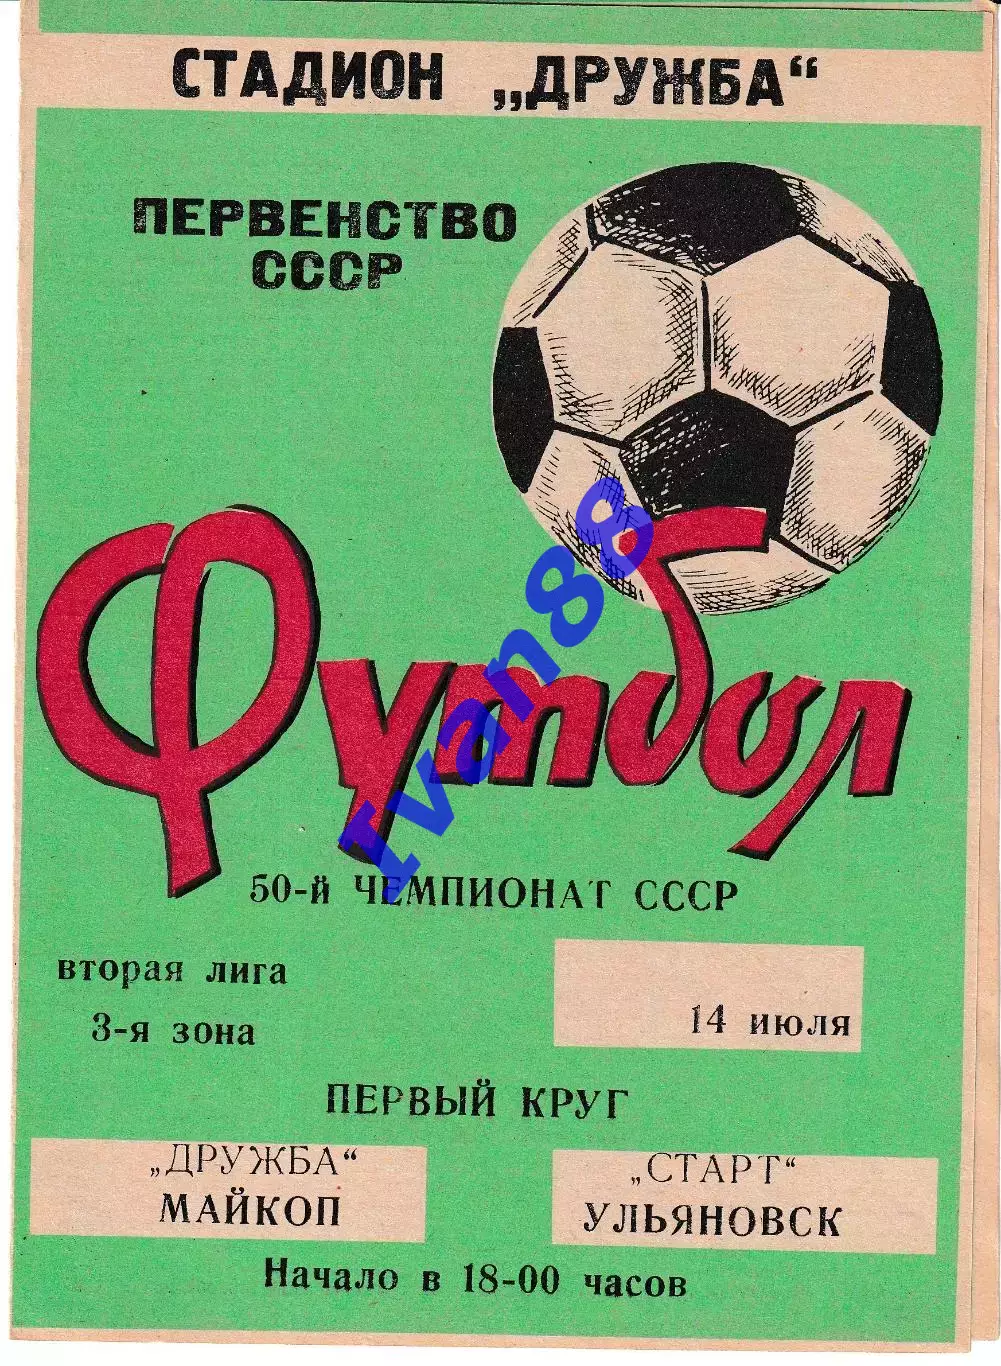 СТАДИОН „ДРУЖБА“
ПЕРВЕНСТВО
СССР
Футбол
Ivan88
50-й ЧЕМПИОНАТ СССР
вторая лига
3-я зона
14 июля
ПЕРВЫЙ КРУГ
„ДРУЖБА“
МАЙКОП
„СТАРТ“
УЛЬЯНОВСК
Начало в 18-00 часов